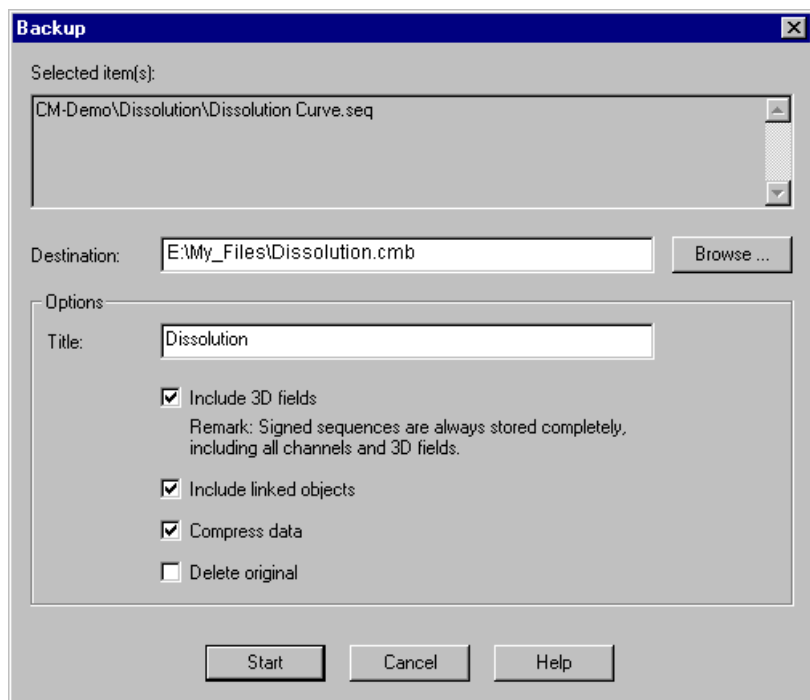 Backup
Selected item(s):
CM-Demo\Dissolution\Dissolution Curve.seq
Destination:
E:\My_Files\Dissolution.cmb
Browse ...
Options
Title:
Dissolution
Include 3D fields
Remark: Signed sequences are always stored completely,
including all channels and 3D fields.
Include linked objects
Compress data
Delete original
Start
Cancel
Help